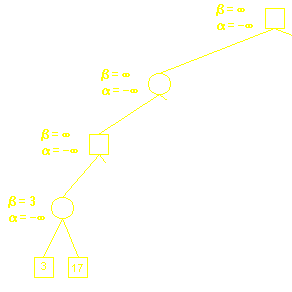 β = ∞
α = −∞
β = ∞
α = −∞
β = ∞
α = −∞
β = 3
α = −∞
3 17